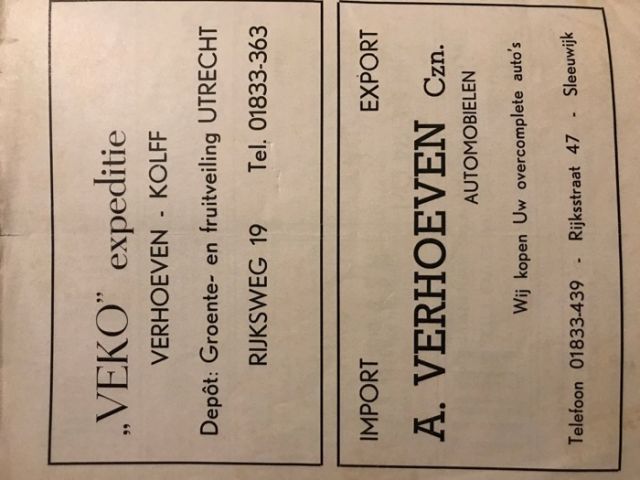 „VEKO” expeditie
VERHOEVEN - KOLFF
Depôt: Groente- en fruitveiling UTRECHT
RIJKSWEG 19 Tel. 01833-363
IMPORT EXPORT
A. VERHOEVEN Czn.
AUTOMOBIELEN
Wij kopen Uw overcomplete auto's
Telefoon 01833-439 - Rijksstraat 47 - Sleeuwijk